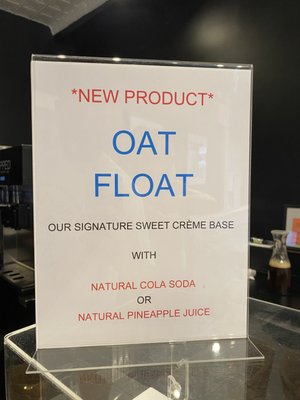 *NEW PRODUCT*
OAT
FLOAT
OUR SIGNATURE SWEET CRÈME BASE
WITH
NATURAL COLA SODA
OR
NATURAL PINEAPPLE JUICE